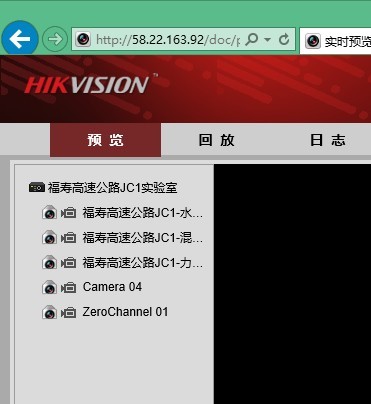 http://58.22.163.92/doc/p
实时预览
HIKVISION™
预 览 回 放 日 志
福寿高速公路JC1实验室
福寿高速公路JC1-水...
福寿高速公路JC1-混...
福寿高速公路JC1-力...
Camera 04
ZeroChannel 01